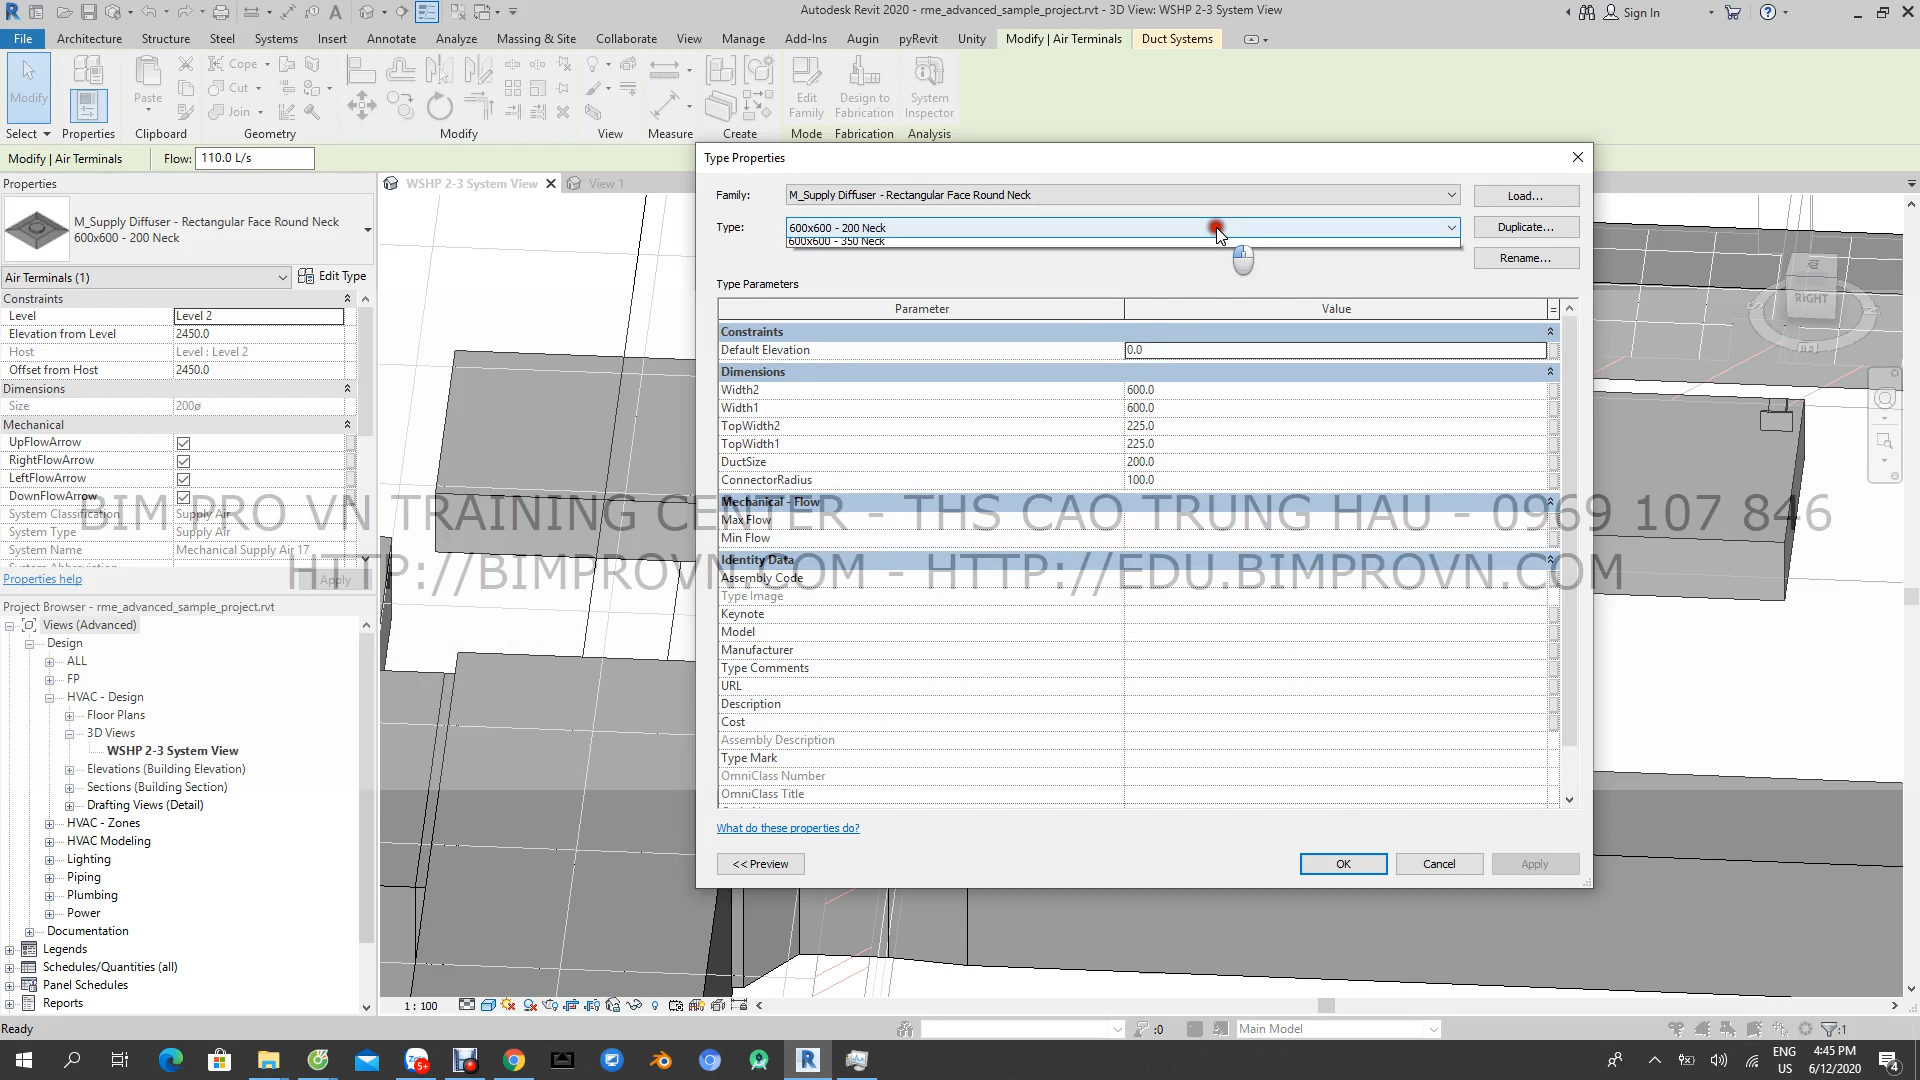 Autodesk Revit 2020 - rme_advanced_sample_project.rvt - 3D View: WSHP 2-3 System View
Sign In
File Architecture Structure Steel Systems Insert Annotate Analyze Massing & Site Collaborate View Manage Add-Ins Augin pyRevit Unity Modify | Air Terminals Duct Systems
Modify
Paste
Cope
Cut
Join
Edit Family
Design to Fabrication
System Inspector
Select Properties Clipboard Geometry Modify View Measure Create Mode Fabrication Analysis
Modify | Air Terminals Flow: 110.0 L/s
Properties
M_Supply Diffuser - Rectangular Face Round Neck
600x600 - 200 Neck
Air Terminals (1) Edit Type
Constraints
Level Level 2
Elevation from Level 2450.0
Host Level : Level 2
Offset from Host 2450.0
Dimensions
Size 200ø
Mechanical
UpFlowArrow
RightFlowArrow
LeftFlowArrow
DownFlowArrow
System Classification Supply Air
System Type Supply Air
System Name Mechanical Supply Air 17
Properties help Apply
Project Browser - rme_advanced_sample_project.rvt
Views (Advanced)
Design
ALL
FP
HVAC - Design
Floor Plans
3D Views
WSHP 2-3 System View
Elevations (Building Elevation)
Sections (Building Section)
Drafting Views (Detail)
HVAC - Zones
HVAC Modeling
Lighting
Piping
Plumbing
Power
Documentation
Legends
Schedules/Quantities (all)
Panel Schedules
Reports
WSHP 2-3 System View View 1
RIGHT
Type Properties
Family: M_Supply Diffuser - Rectangular Face Round Neck Load...
Type: 600x600 - 200 Neck Duplicate...
600x600 - 350 Neck
Rename...
Type Parameters
Parameter Value =
Constraints
Default Elevation 0.0
Dimensions
Width2 600.0
Width1 600.0
TopWidth2 225.0
TopWidth1 225.0
DuctSize 200.0
ConnectorRadius 100.0
Mechanical - Flow
Max Flow
Min Flow
Identity Data
Assembly Code
Type Image
Keynote
Model
Manufacturer
Type Comments
URL
Description
Cost
Assembly Description
Type Mark
OmniClass Number
OmniClass Title
What do these properties do?
<< Preview OK Cancel Apply
BIM PRO VN TRAINING CENTER - THS CAO TRUNG HAU - 0969 107 846
HTTP://BIMPROVN.COM - HTTP://EDU.BIMPROVN.COM
1 : 100
Ready :0 Main Model :1
5+
ENG
US
4:45 PM
6/12/2020
4